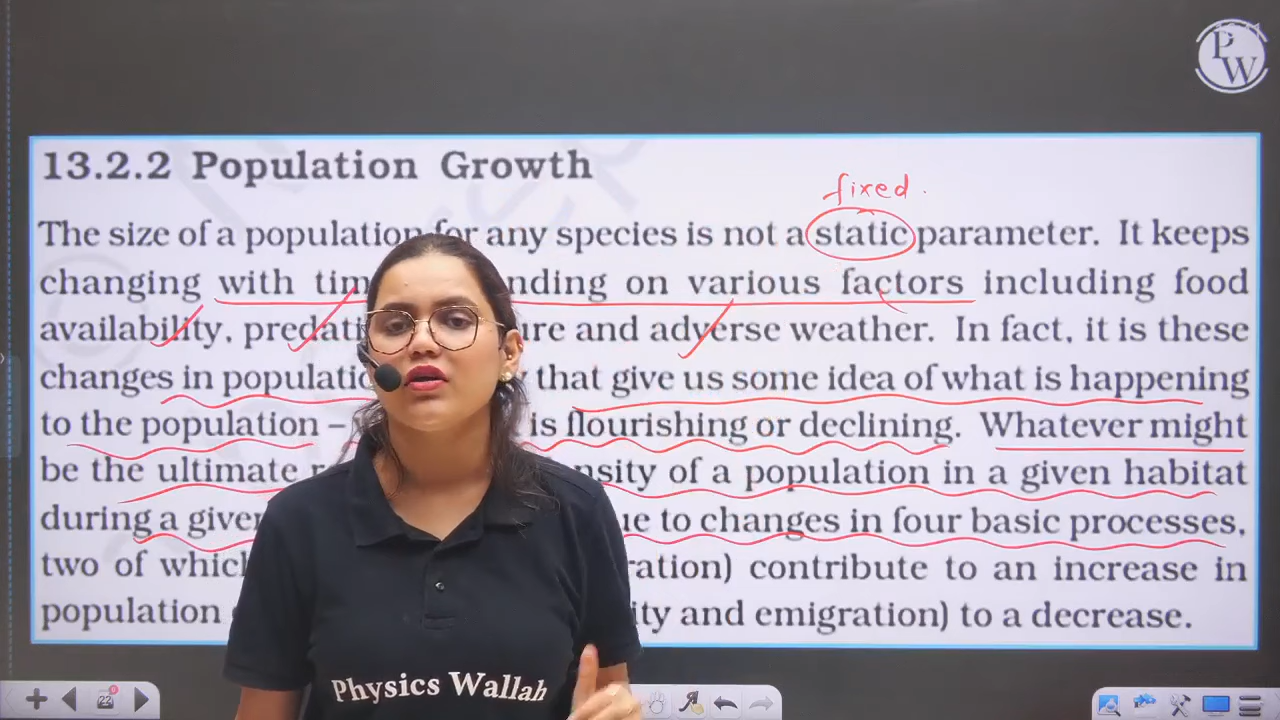 PW
13.2.2 Population Growth
fixed.
The size of a population for any species is not a static parameter. It keeps
changing with tim nding on various factors including food
availability, predati ure and adverse weather. In fact, it is these
changes in populatio that give us some idea of what is happening
to the population – is flourishing or declining. Whatever might
be the ultimate nsity of a population in a given habitat
during a given ue to changes in four basic processes,
two of which ration) contribute to an increase in
population ity and emigration) to a decrease.
Physics Wallah
22